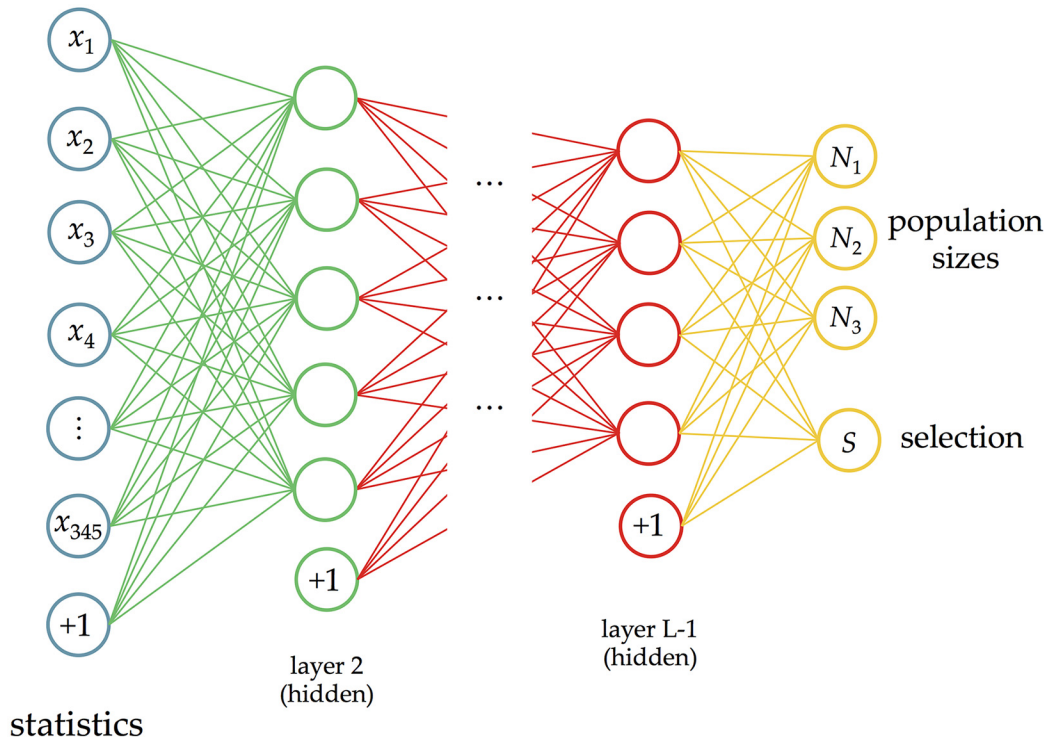 x₁
x₂
x₃
x₄
⋮
x₃₄₅
+1
statistics
+1
layer 2
(hidden)
...
...
...
+1
layer L-1
(hidden)
N₁
N₂
N₃
S
population
sizes
selection